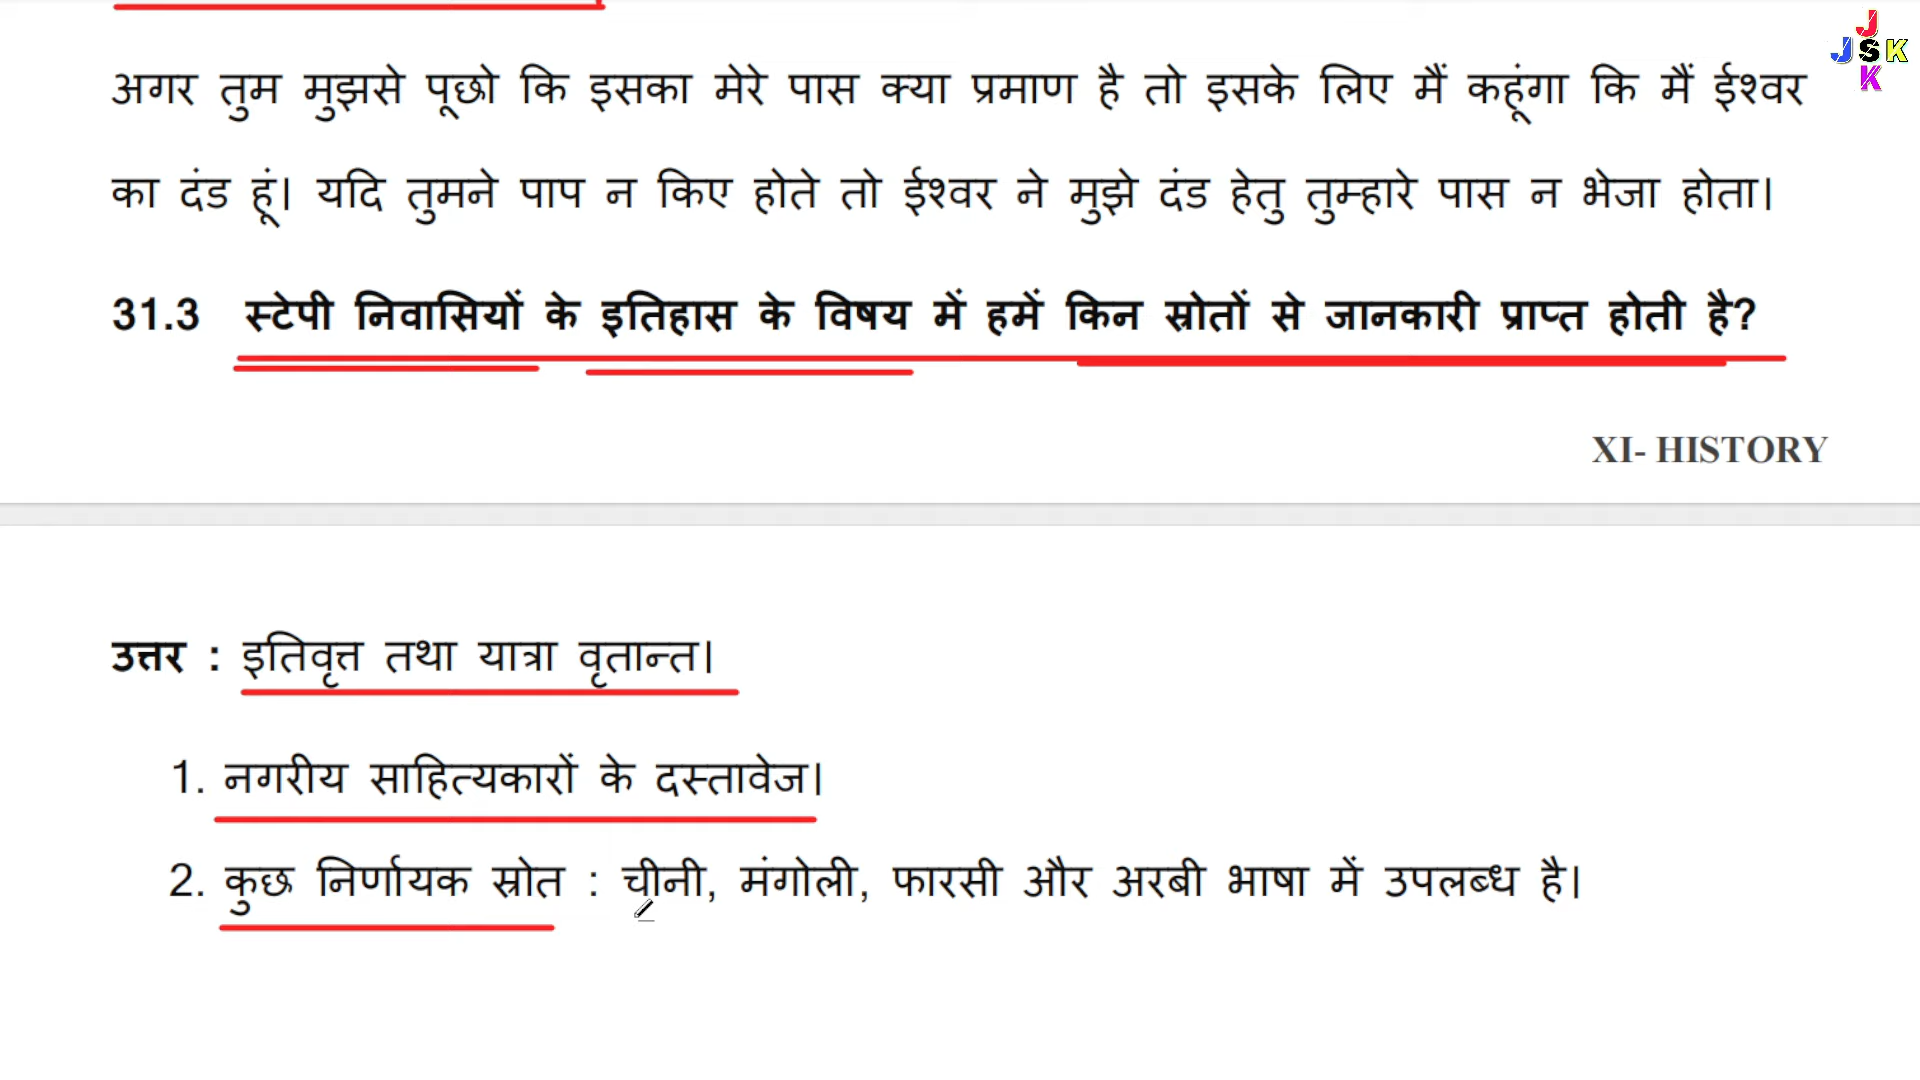 J
JSK
K
अगर तुम मुझसे पूछो कि इसका मेरे पास क्या प्रमाण है तो इसके लिए मैं कहूंगा कि मैं ईश्वर
का दंड हूं। यदि तुमने पाप न किए होते तो ईश्वर ने मुझे दंड हेतु तुम्हारे पास न भेजा होता।
31.3 स्टेपी निवासियों के इतिहास के विषय में हमें किन स्रोतों से जानकारी प्राप्त होती है?
XI- HISTORY
उत्तर : इतिवृत्त तथा यात्रा वृतान्त।
1. नगरीय साहित्यकारों के दस्तावेज।
2. कुछ निर्णायक स्रोत : चीनी, मंगोली, फारसी और अरबी भाषा में उपलब्ध है।